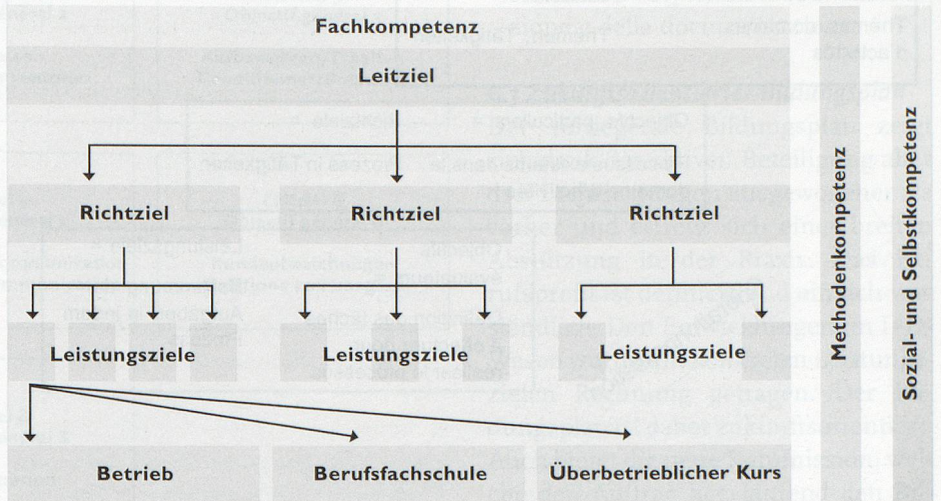 Fachkompetenz
Leitziel
Richtziel
Richtziel
Richtziel
Leistungsziele
Leistungsziele
Leistungsziele
Betrieb
Berufsfachschule
Überbetrieblicher Kurs
Methodenkompetenz
Sozial- und Selbstkompetenz